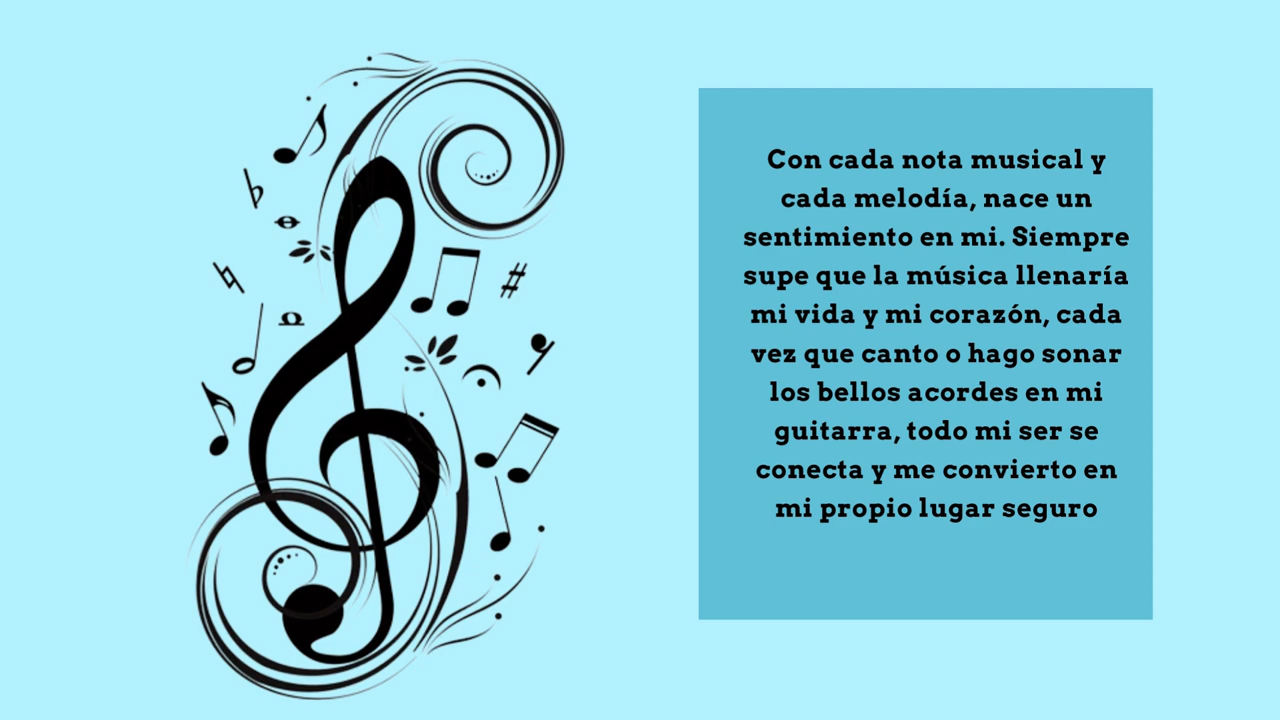 Con cada nota musical y
cada melodía, nace un
sentimiento en mi. Siempre
supe que la música llenaría
mi vida y mi corazón, cada
vez que canto o hago sonar
los bellos acordes en mi
guitarra, todo mi ser se
conecta y me convierto en
mi propio lugar seguro